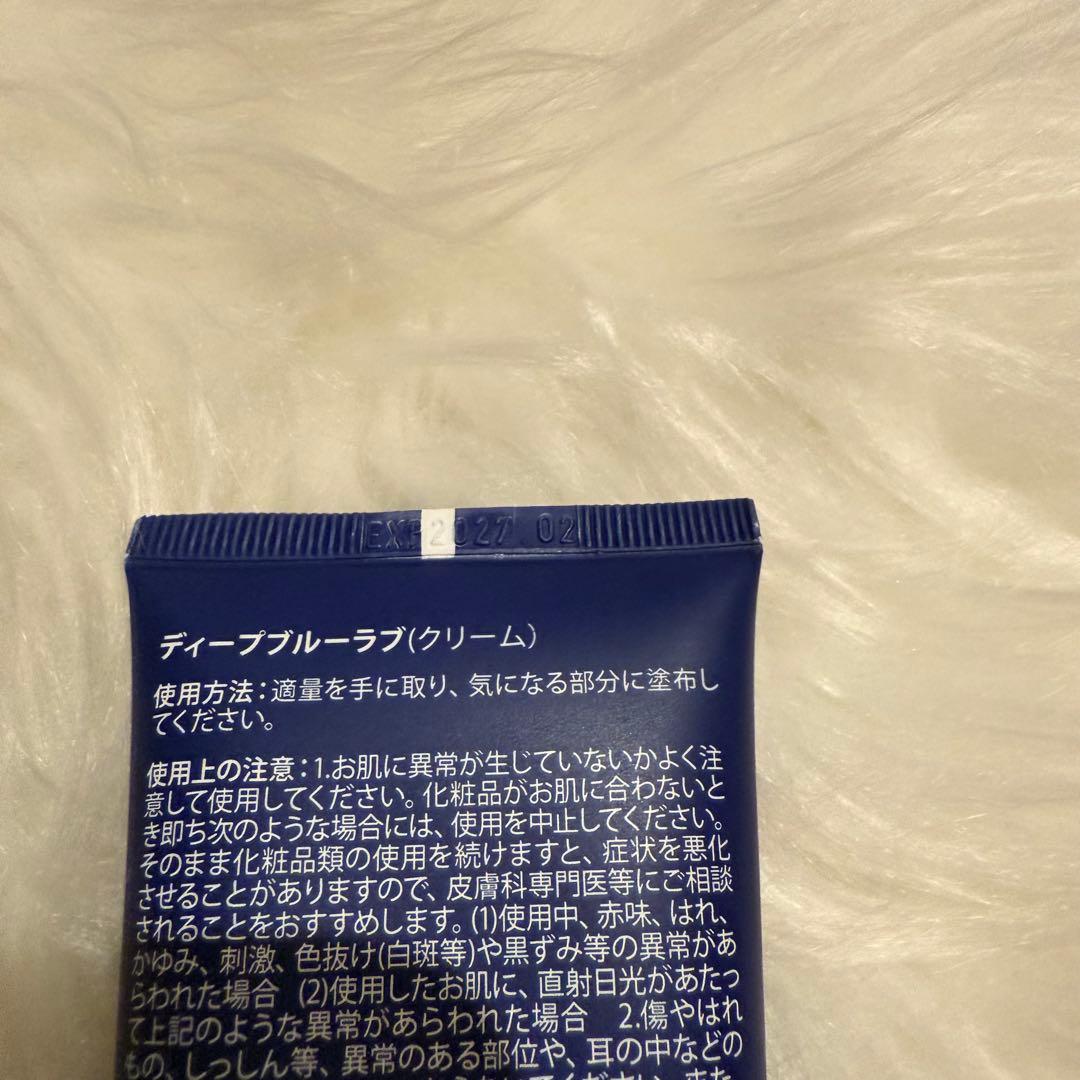 EXP2027.02
ディープブルーラブ(クリーム)
使用方法：適量を手に取り、気になる部分に塗布し
てください。
使用上の注意：1.お肌に異常が生じていないかよく注
意して使用してください。化粧品がお肌に合わないと
き即ち次のような場合には、使用を中止してください。
そのまま化粧品類の使用を続けますと、症状を悪化
させることがありますので、皮膚科専門医等にご相談
されることをおすすめします。(1)使用中、赤味、はれ、
かゆみ、刺激、色抜け(白斑等)や黒ずみ等の異常があ
らわれた場合 (2)使用したお肌に、直射日光があたっ
て上記のような異常があらわれた場合 2.傷やはれ
もの、しっしん等、異常のある部位や、耳の中などの